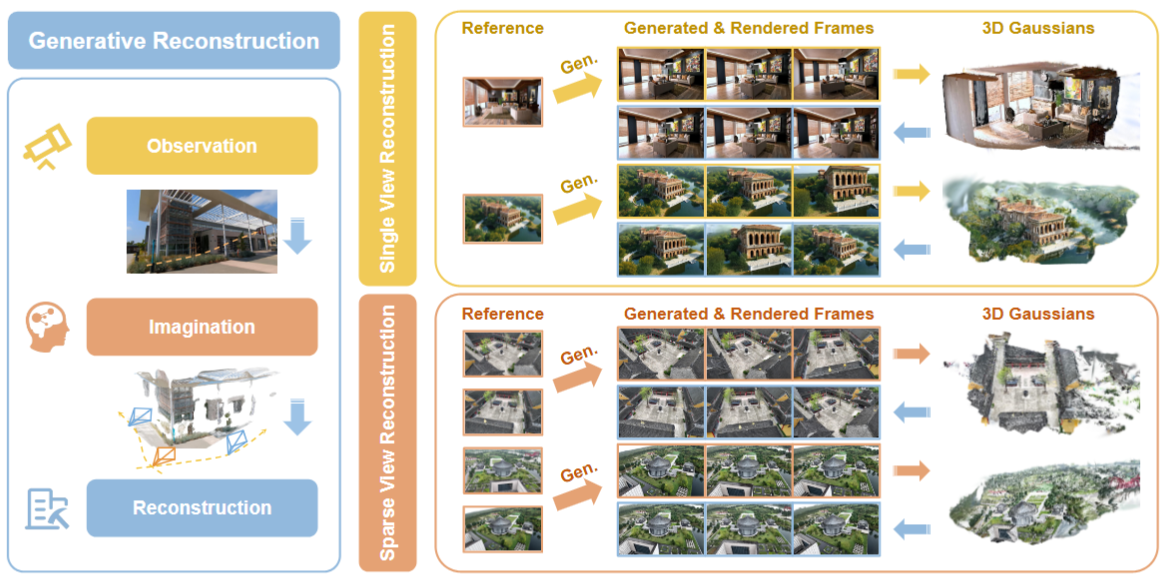 Generative Reconstruction
Observation
Imagination
Reconstruction
Single View Reconstruction
Reference
Generated & Rendered Frames
3D Gaussians
Gen.
Gen.
Sparse View Reconstruction
Reference
Generated & Rendered Frames
3D Gaussians
Gen.
Gen.